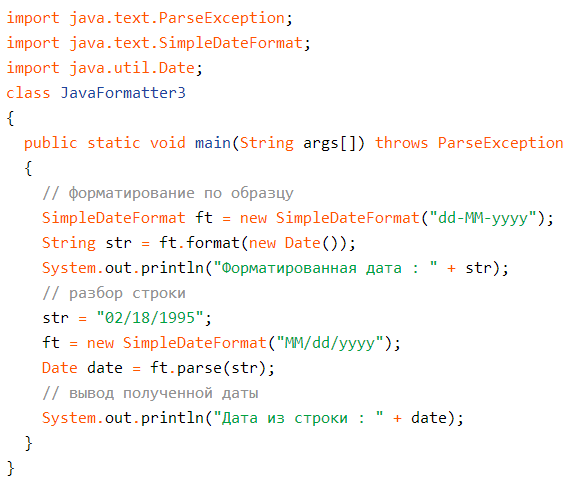 import java.text.ParseException;
import java.text.SimpleDateFormat;
import java.util.Date;
class JavaFormatter3
{
  public static void main(String args[]) throws ParseException
  {
    // форматирование по образцу
    SimpleDateFormat ft = new SimpleDateFormat("dd-MM-yyyy");
    String str = ft.format(new Date());
    System.out.println("Форматированная дата : " + str);
    // разбор строки
    str = "02/18/1995";
    ft = new SimpleDateFormat("MM/dd/yyyy");
    Date date = ft.parse(str);
    // вывод полученной даты
    System.out.println("Дата из строки : " + date);
  }
}